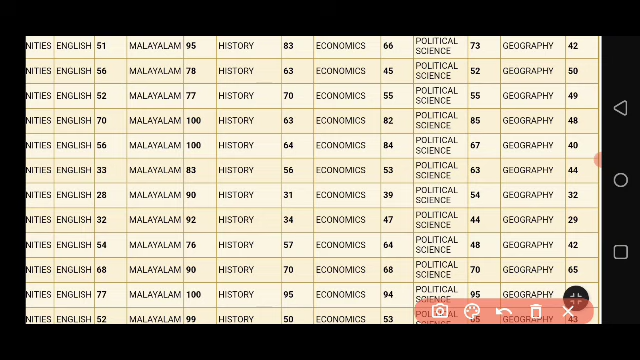 NITIES ENGLISH 51 MALAYALAM 95 HISTORY 83 ECONOMICS 66 POLITICAL SCIENCE 73 GEOGRAPHY 42
NITIES ENGLISH 56 MALAYALAM 78 HISTORY 63 ECONOMICS 45 POLITICAL SCIENCE 52 GEOGRAPHY 50
NITIES ENGLISH 52 MALAYALAM 77 HISTORY 70 ECONOMICS 55 POLITICAL SCIENCE 55 GEOGRAPHY 49
NITIES ENGLISH 70 MALAYALAM 100 HISTORY 63 ECONOMICS 82 POLITICAL SCIENCE 85 GEOGRAPHY 48
NITIES ENGLISH 56 MALAYALAM 100 HISTORY 64 ECONOMICS 84 POLITICAL SCIENCE 67 GEOGRAPHY 40
NITIES ENGLISH 33 MALAYALAM 83 HISTORY 56 ECONOMICS 53 POLITICAL SCIENCE 63 GEOGRAPHY 44
NITIES ENGLISH 28 MALAYALAM 90 HISTORY 31 ECONOMICS 39 POLITICAL SCIENCE 54 GEOGRAPHY 32
NITIES ENGLISH 32 MALAYALAM 92 HISTORY 34 ECONOMICS 47 POLITICAL SCIENCE 44 GEOGRAPHY 29
NITIES ENGLISH 54 MALAYALAM 76 HISTORY 57 ECONOMICS 64 POLITICAL SCIENCE 48 GEOGRAPHY 42
NITIES ENGLISH 68 MALAYALAM 90 HISTORY 70 ECONOMICS 68 POLITICAL SCIENCE 70 GEOGRAPHY 65
NITIES ENGLISH 77 MALAYALAM 100 HISTORY 95 ECONOMICS 94 POLITICAL SCIENCE 95 GEOGRAPHY
NITIES ENGLISH 52 MALAYALAM 99 HISTORY 50 ECONOMICS 53 GEOGRAPHY 43